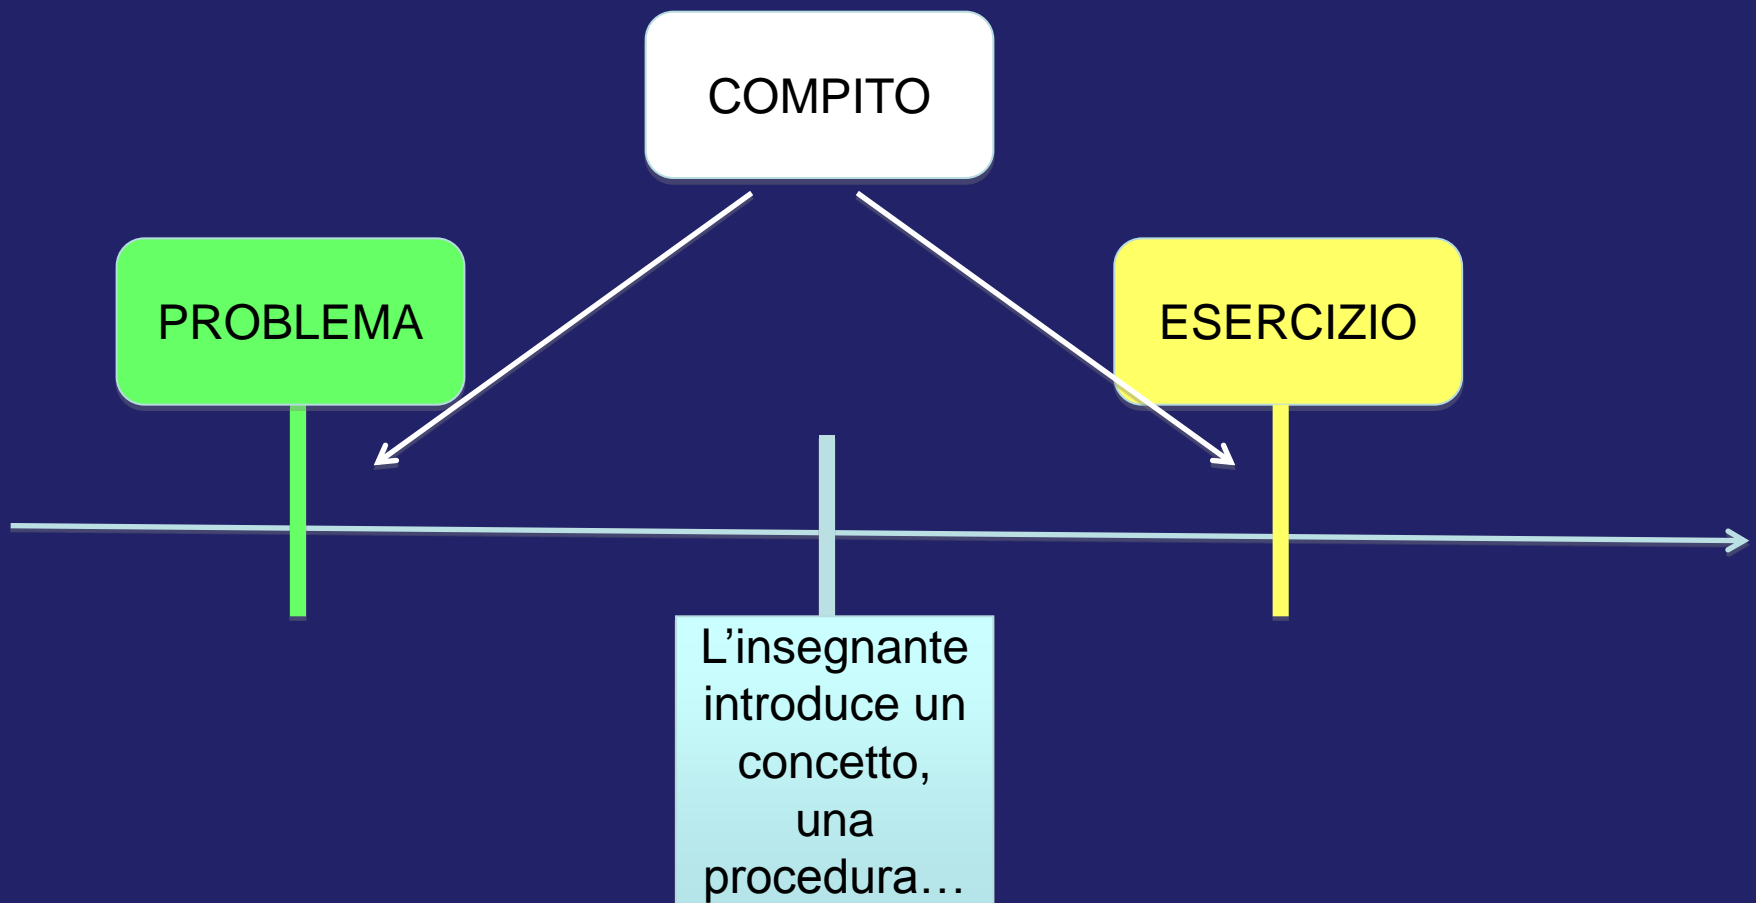 COMPITO
PROBLEMA
ESERCIZIO
L’insegnante
introduce un
concetto,
una
procedura…